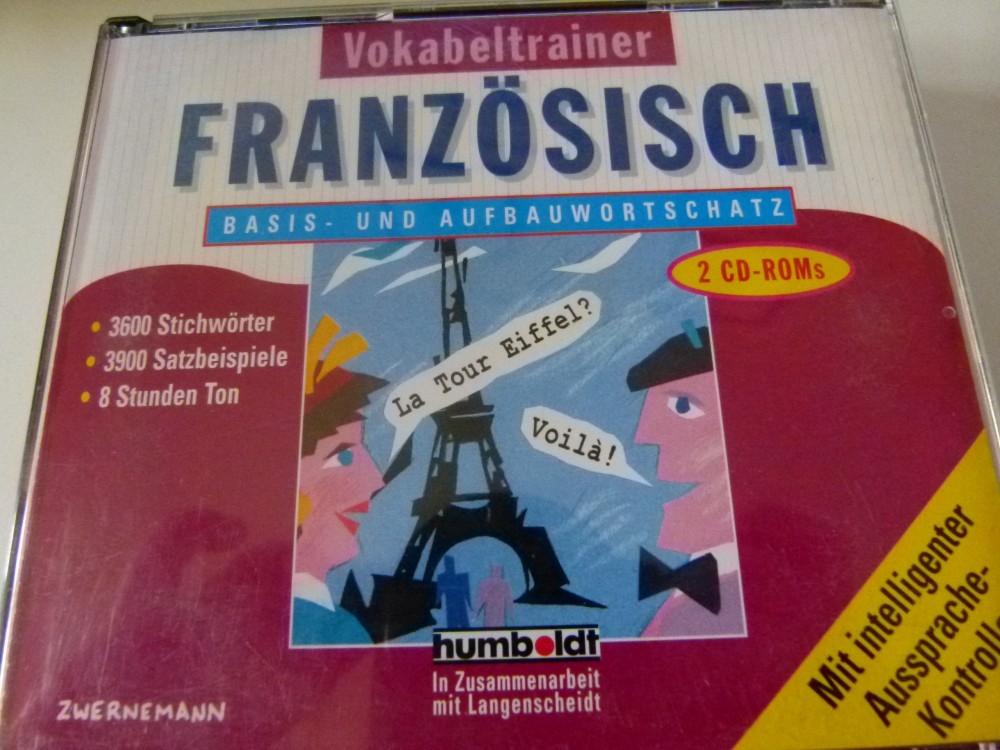 Vokabeltrainer
FRANZÖSISCH
BASIS- UND AUFBAUWORTSCHATZ
2 CD-ROMs
• 3600 Stichwörter
• 3900 Satzbeispiele
• 8 Stunden Ton
La Tour Eiffel?
Voilà!
humboldt
In Zusammenarbeit
mit Langenscheidt
ZWERNEMANN
Mit intelligenter
Aussprache-
Kontroll